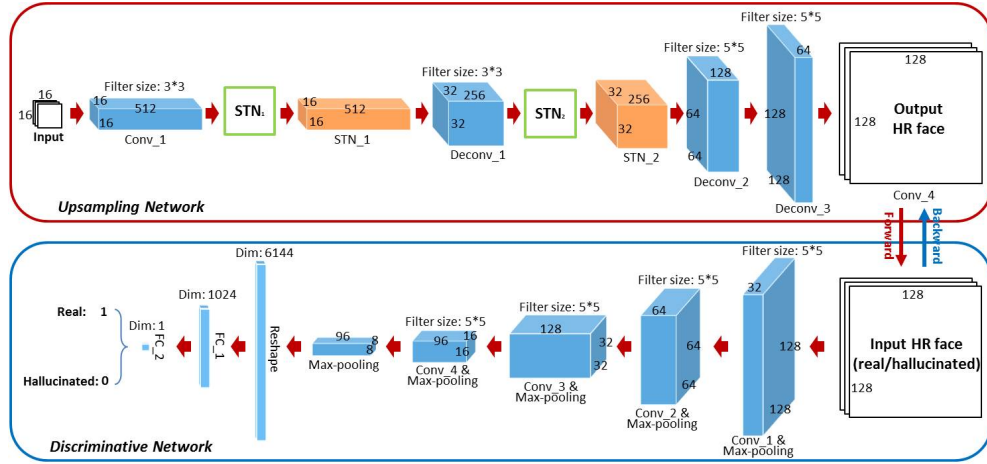 Filter size: 5*5
64
128
128
Filter size: 5*5
128
64
64
Filter size: 3*3
32 256
32
Filter size: 3*3
16
512
16
16
16
Input
Conv_1
STN₁
16
512
16
STN_1
Deconv_1
STN₂
32 256
32
STN_2
Deconv_2
Deconv_3
128
128
Output
HR face
Conv_4
Upsampling Network
Forward
Backward
Dim: 6144
Reshape
Dim: 1024
FC_1
Dim: 1
FC_2
Real: 1
Hallucinated: 0
96
8
8
Max-pooling
Filter size: 5*5
96
16
16
Conv_4 &
Max-pooling
Filter size: 5*5
128
32
32
Conv_3 &
Max-pooling
Filter size: 5*5
64
64
64
Conv_2 &
Max-pooling
Filter size: 5*5
32
128
128
Conv_1 &
Max-pooling
128
Input HR face
(real/hallucinated)
128
Discriminative Network